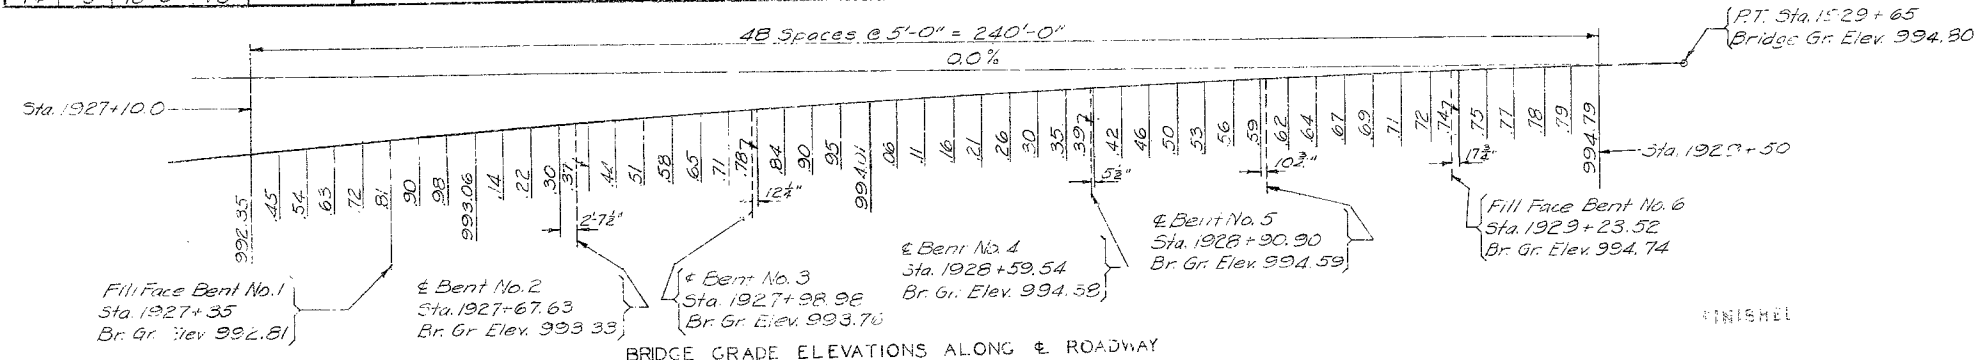 48 Spaces @ 5'-0" = 240'-0"
0.0%
P.T. Sta. 1929 + 65
Bridge Gr. Elev. 994.80
Sta. 1927+10.0
992.35
.45
.54
.63
.72
.81
.90
.98
993.06
.14
.22
.30
.37
.44
.51
.58
.65
.71
.78
.84
.90
.95
994.01
.06
.11
.16
.21
.26
.30
.35
.39
.42
.46
.50
.53
.56
.59
.62
.64
.67
.69
.71
.72
.74
.75
.77
.78
.79
994.79
Sta. 1929+50
2'-7½"
12¼"
10¾"
17¾"
Fill Face Bent No. 1
Sta. 1927+35
Br. Gr. Elev 992.81
℄ Bent No. 2
Sta. 1927+67.63
Br. Gr. Elev. 993.33
℄ Bent No. 3
Sta. 1927+98.98
Br. Gr. Elev. 993.76
℄ Bent No. 4
Sta. 1928+59.54
Br. Gr. Elev. 994.38
℄ Bent No. 5
Sta. 1928+90.90
Br. Gr. Elev. 994.59
Fill Face Bent No. 6
Sta. 1929+23.52
Br. Gr. Elev. 994.74
BRIDGE GRADE ELEVATIONS ALONG ℄ ROADWAY